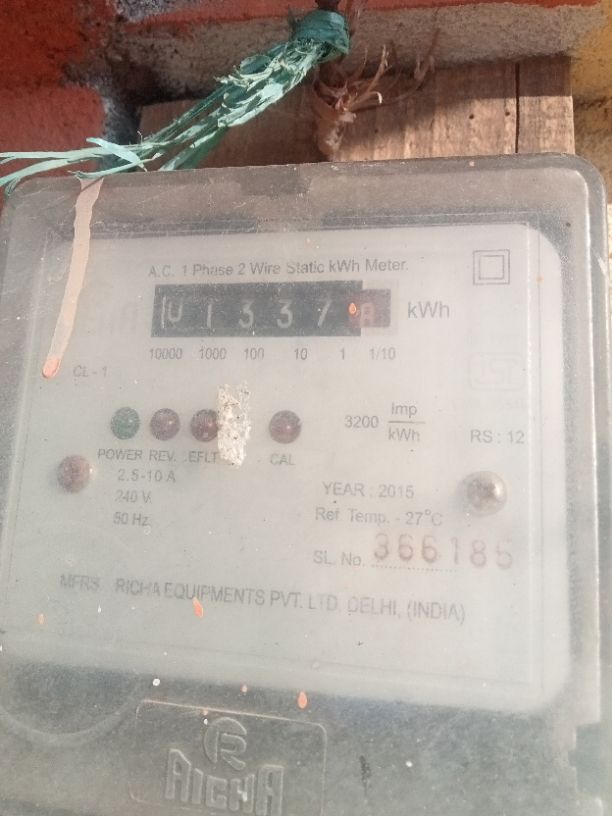 A.C. 1 Phase 2 Wire Static kWh Meter.
1337 kWh
10000 1000 100 10 1 1/10
CL-1
3200 Imp/kWh
RS : 12
POWER REV. EFLT CAL
2.5-10 A
240 V
50 Hz
YEAR : 2015
Ref. Temp. - 27°C
SL. No. 366186
MFRS. RICHA EQUIPMENTS PVT. LTD. DELHI, (INDIA)
R
RICHA